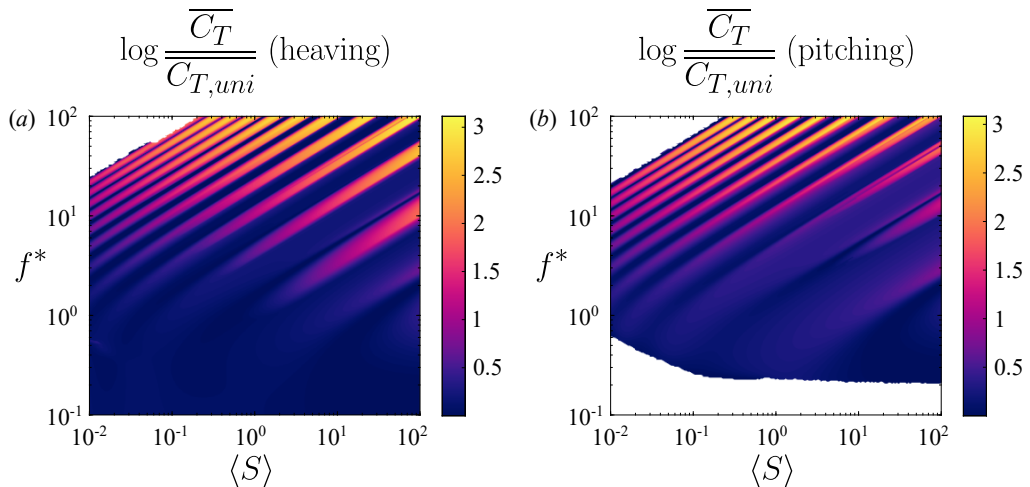 log C_T / C_{T,uni} (heaving)
log C_T / C_{T,uni} (pitching)
(a)
10^2
10^1
10^0
10^-1
f*
10^-2 10^-1 10^0 10^1 10^2
⟨S⟩
3
2.5
2
1.5
1
0.5
(b)
10^2
10^1
10^0
10^-1
f*
10^-2 10^-1 10^0 10^1 10^2
⟨S⟩
3
2.5
2
1.5
1
0.5